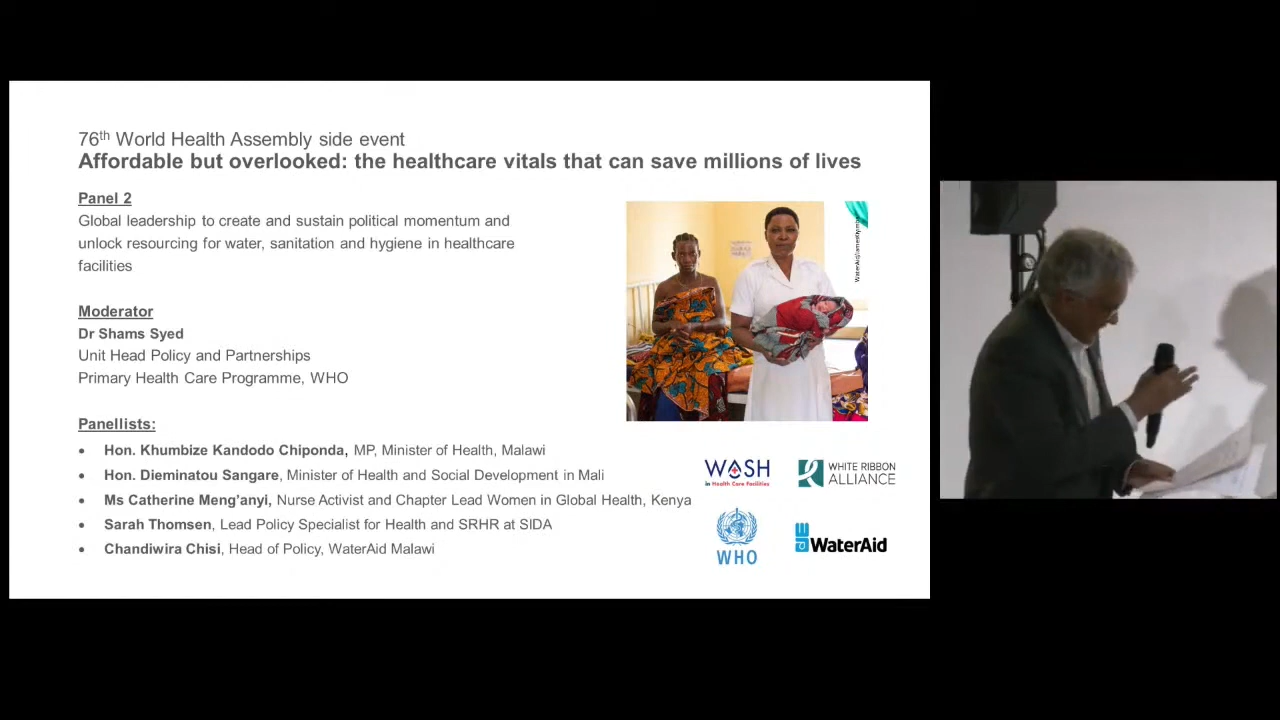 76th World Health Assembly side event
Affordable but overlooked: the healthcare vitals that can save millions of lives
Panel 2
Global leadership to create and sustain political momentum and
unlock resourcing for water, sanitation and hygiene in healthcare
facilities
Moderator
Dr Shams Syed
Unit Head Policy and Partnerships
Primary Health Care Programme, WHO
Panellists:
• Hon. Khumbize Kandodo Chiponda, MP, Minister of Health, Malawi
• Hon. Dieminatou Sangare, Minister of Health and Social Development in Mali
• Ms Catherine Meng'anyi, Nurse Activist and Chapter Lead Women in Global Health, Kenya
• Sarah Thomsen, Lead Policy Specialist for Health and SRHR at SIDA
• Chandiwira Chisi, Head of Policy, WaterAid Malawi
WASH
in Health Care Facilities
WHITE RIBBON
ALLIANCE
WHO
WaterAid